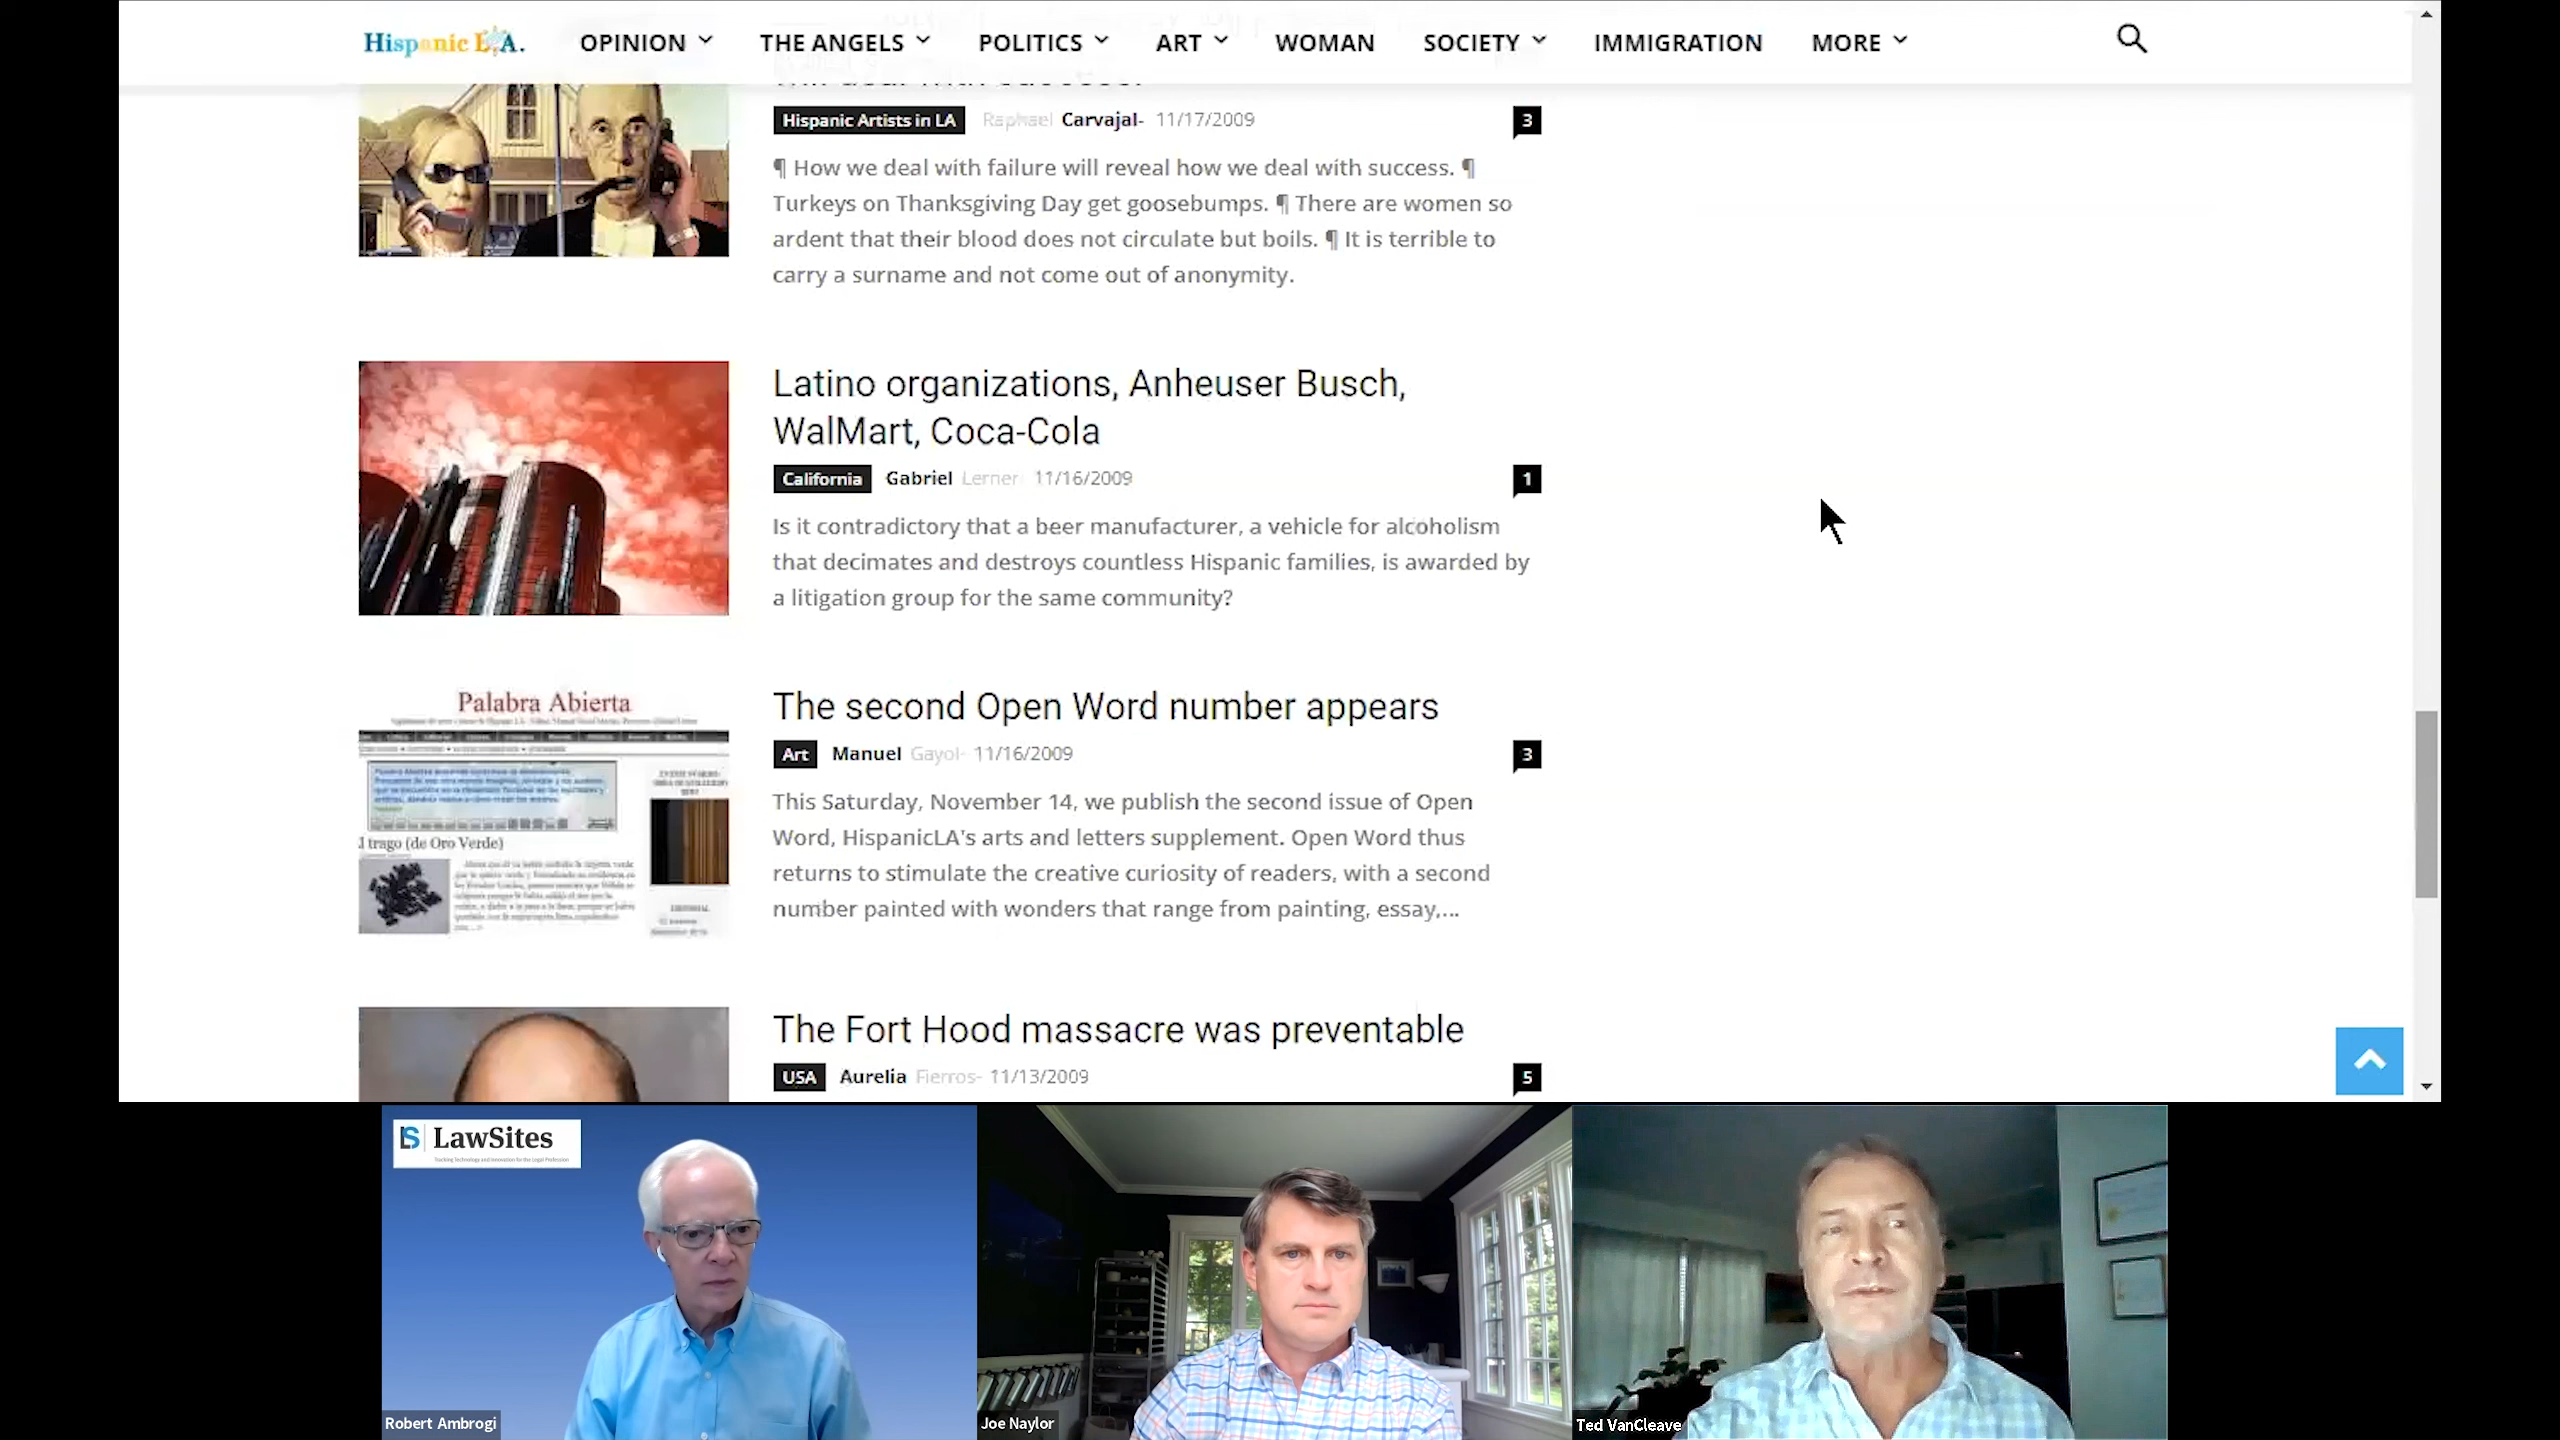 Hispanic L.A.
OPINION
THE ANGELS
POLITICS
ART
WOMAN
SOCIETY
IMMIGRATION
MORE
Hispanic Artists in LA Raphael Carvajal- 11/17/2009 3
¶ How we deal with failure will reveal how we deal with success. ¶
Turkeys on Thanksgiving Day get goosebumps. ¶ There are women so
ardent that their blood does not circulate but boils. ¶ It is terrible to
carry a surname and not come out of anonymity.
Latino organizations, Anheuser Busch,
WalMart, Coca-Cola
California Gabriel Lerner 11/16/2009 1
Is it contradictory that a beer manufacturer, a vehicle for alcoholism
that decimates and destroys countless Hispanic families, is awarded by
a litigation group for the same community?
Palabra Abierta
l trago (de Oro Verde)
The second Open Word number appears
Art Manuel Gayol- 11/16/2009 3
This Saturday, November 14, we publish the second issue of Open
Word, HispanicLA's arts and letters supplement. Open Word thus
returns to stimulate the creative curiosity of readers, with a second
number painted with wonders that range from painting, essay,...
The Fort Hood massacre was preventable
USA Aurelia Fierros- 11/13/2009 5
LS LawSites
Tracking Technology and Innovation for the Legal Profession
Robert Ambrogi
Joe Naylor
Ted VanCleave